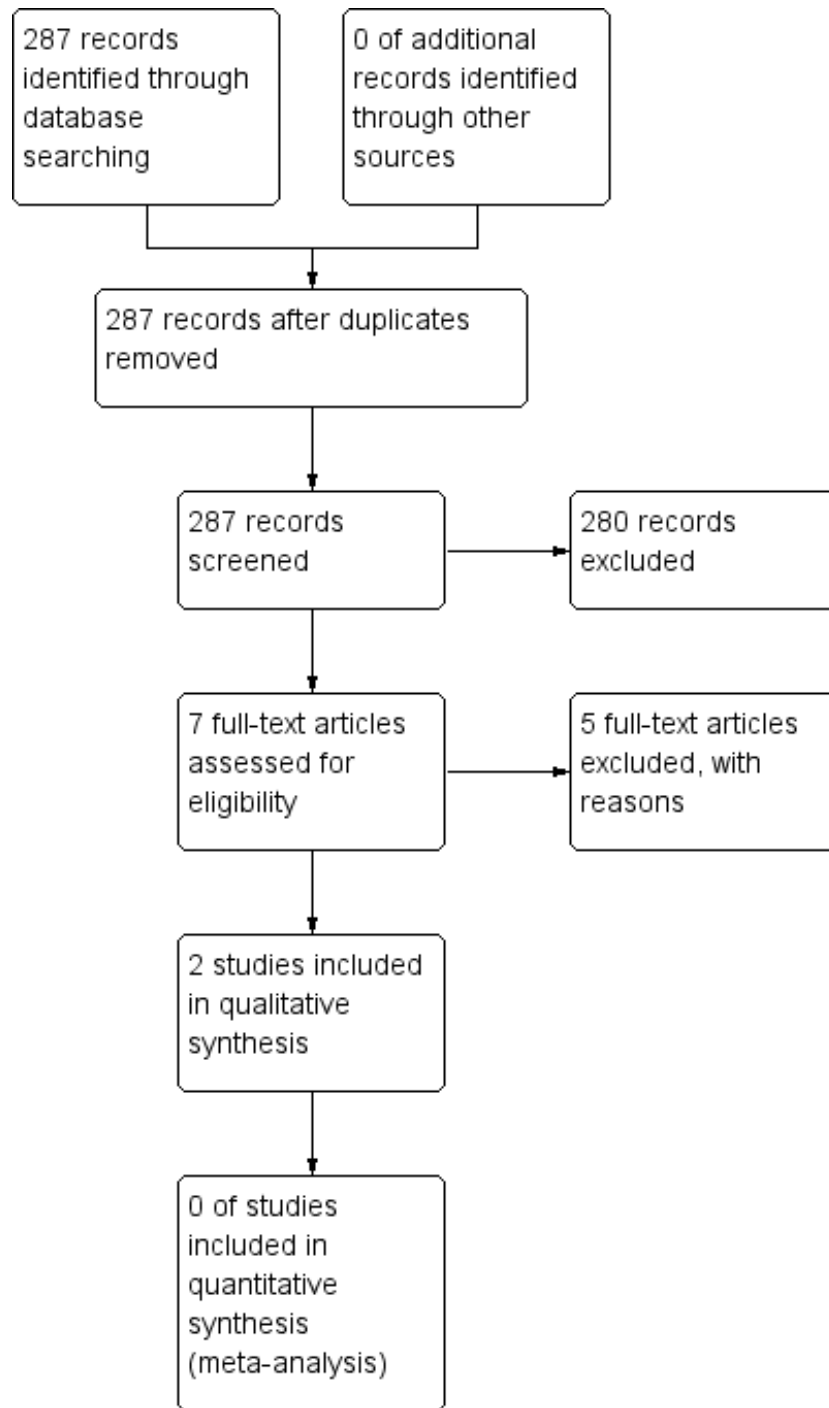 287 records
identified through
database
searching
0 of additional
records identified
through other
sources
287 records after duplicates
removed
287 records
screened
280 records
excluded
7 full-text articles
assessed for
eligibility
5 full-text articles
excluded, with
reasons
2 studies included
in qualitative
synthesis
0 of studies
included in
quantitative
synthesis
(meta-analysis)